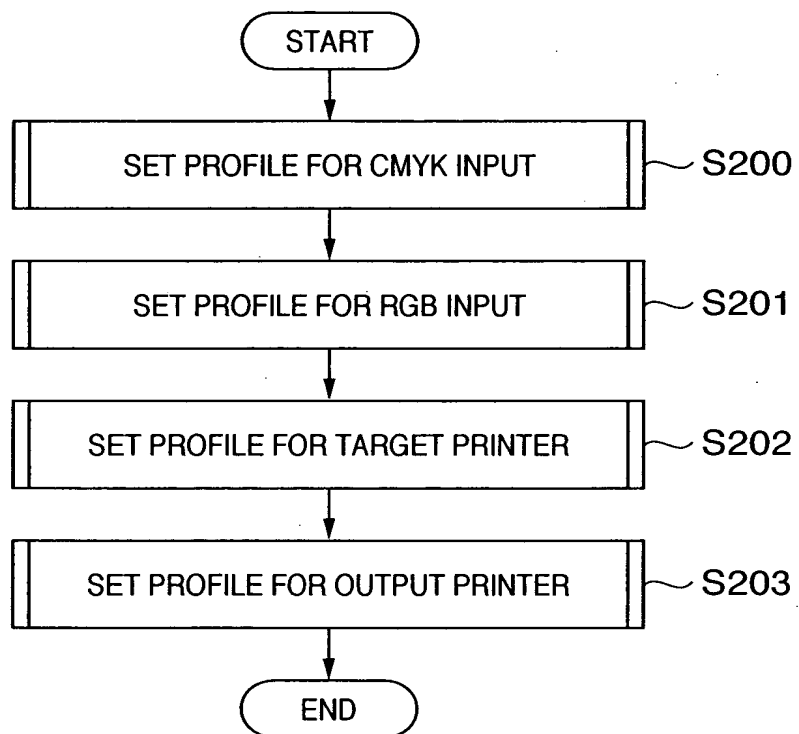 START
SET PROFILE FOR CMYK INPUT
S200
SET PROFILE FOR RGB INPUT
S201
SET PROFILE FOR TARGET PRINTER
S202
SET PROFILE FOR OUTPUT PRINTER
S203
END